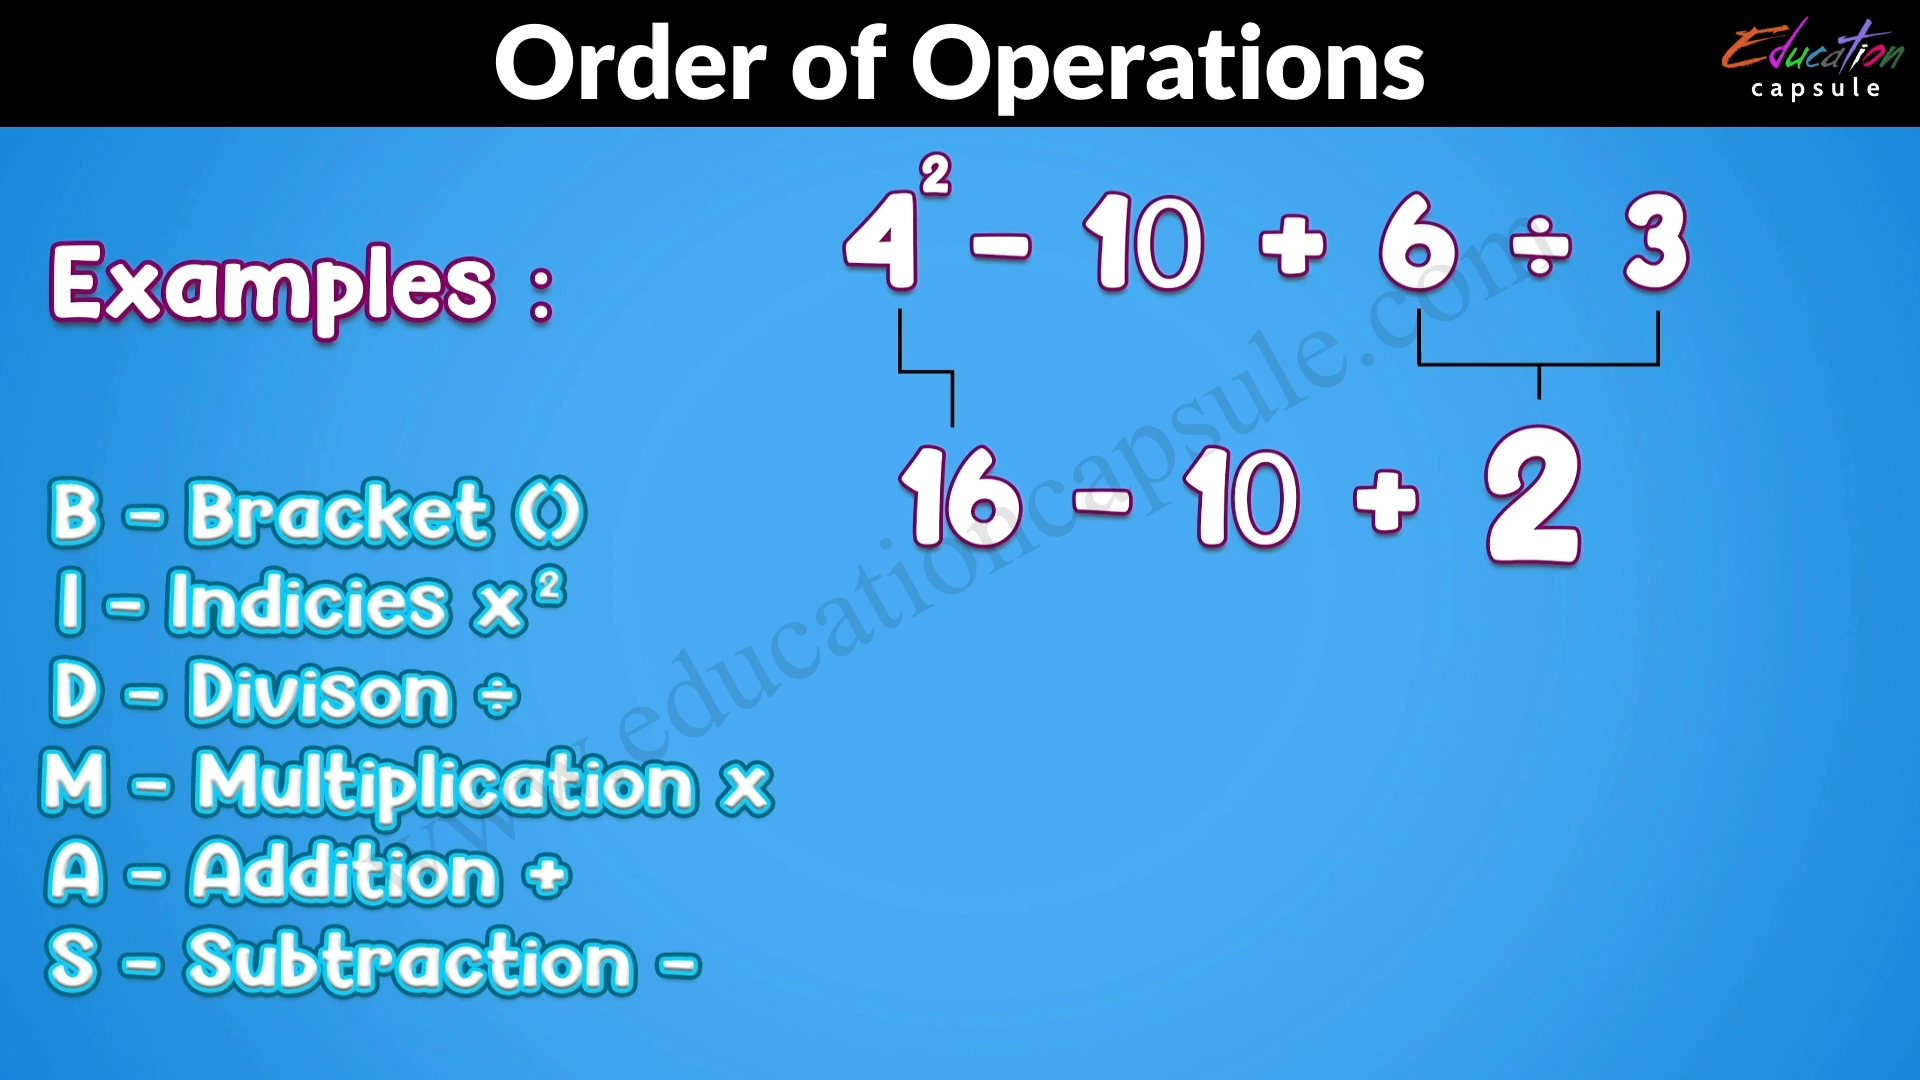 Order of Operations
Education
capsule
4² − 10 + 6 ÷ 3
Examples :
16 − 10 + 2
B - Bracket ()
I - Indicies x²
D - Divison ÷
M - Multiplication x
A - Addition +
S - Subtraction -
www.educationcapsule.com